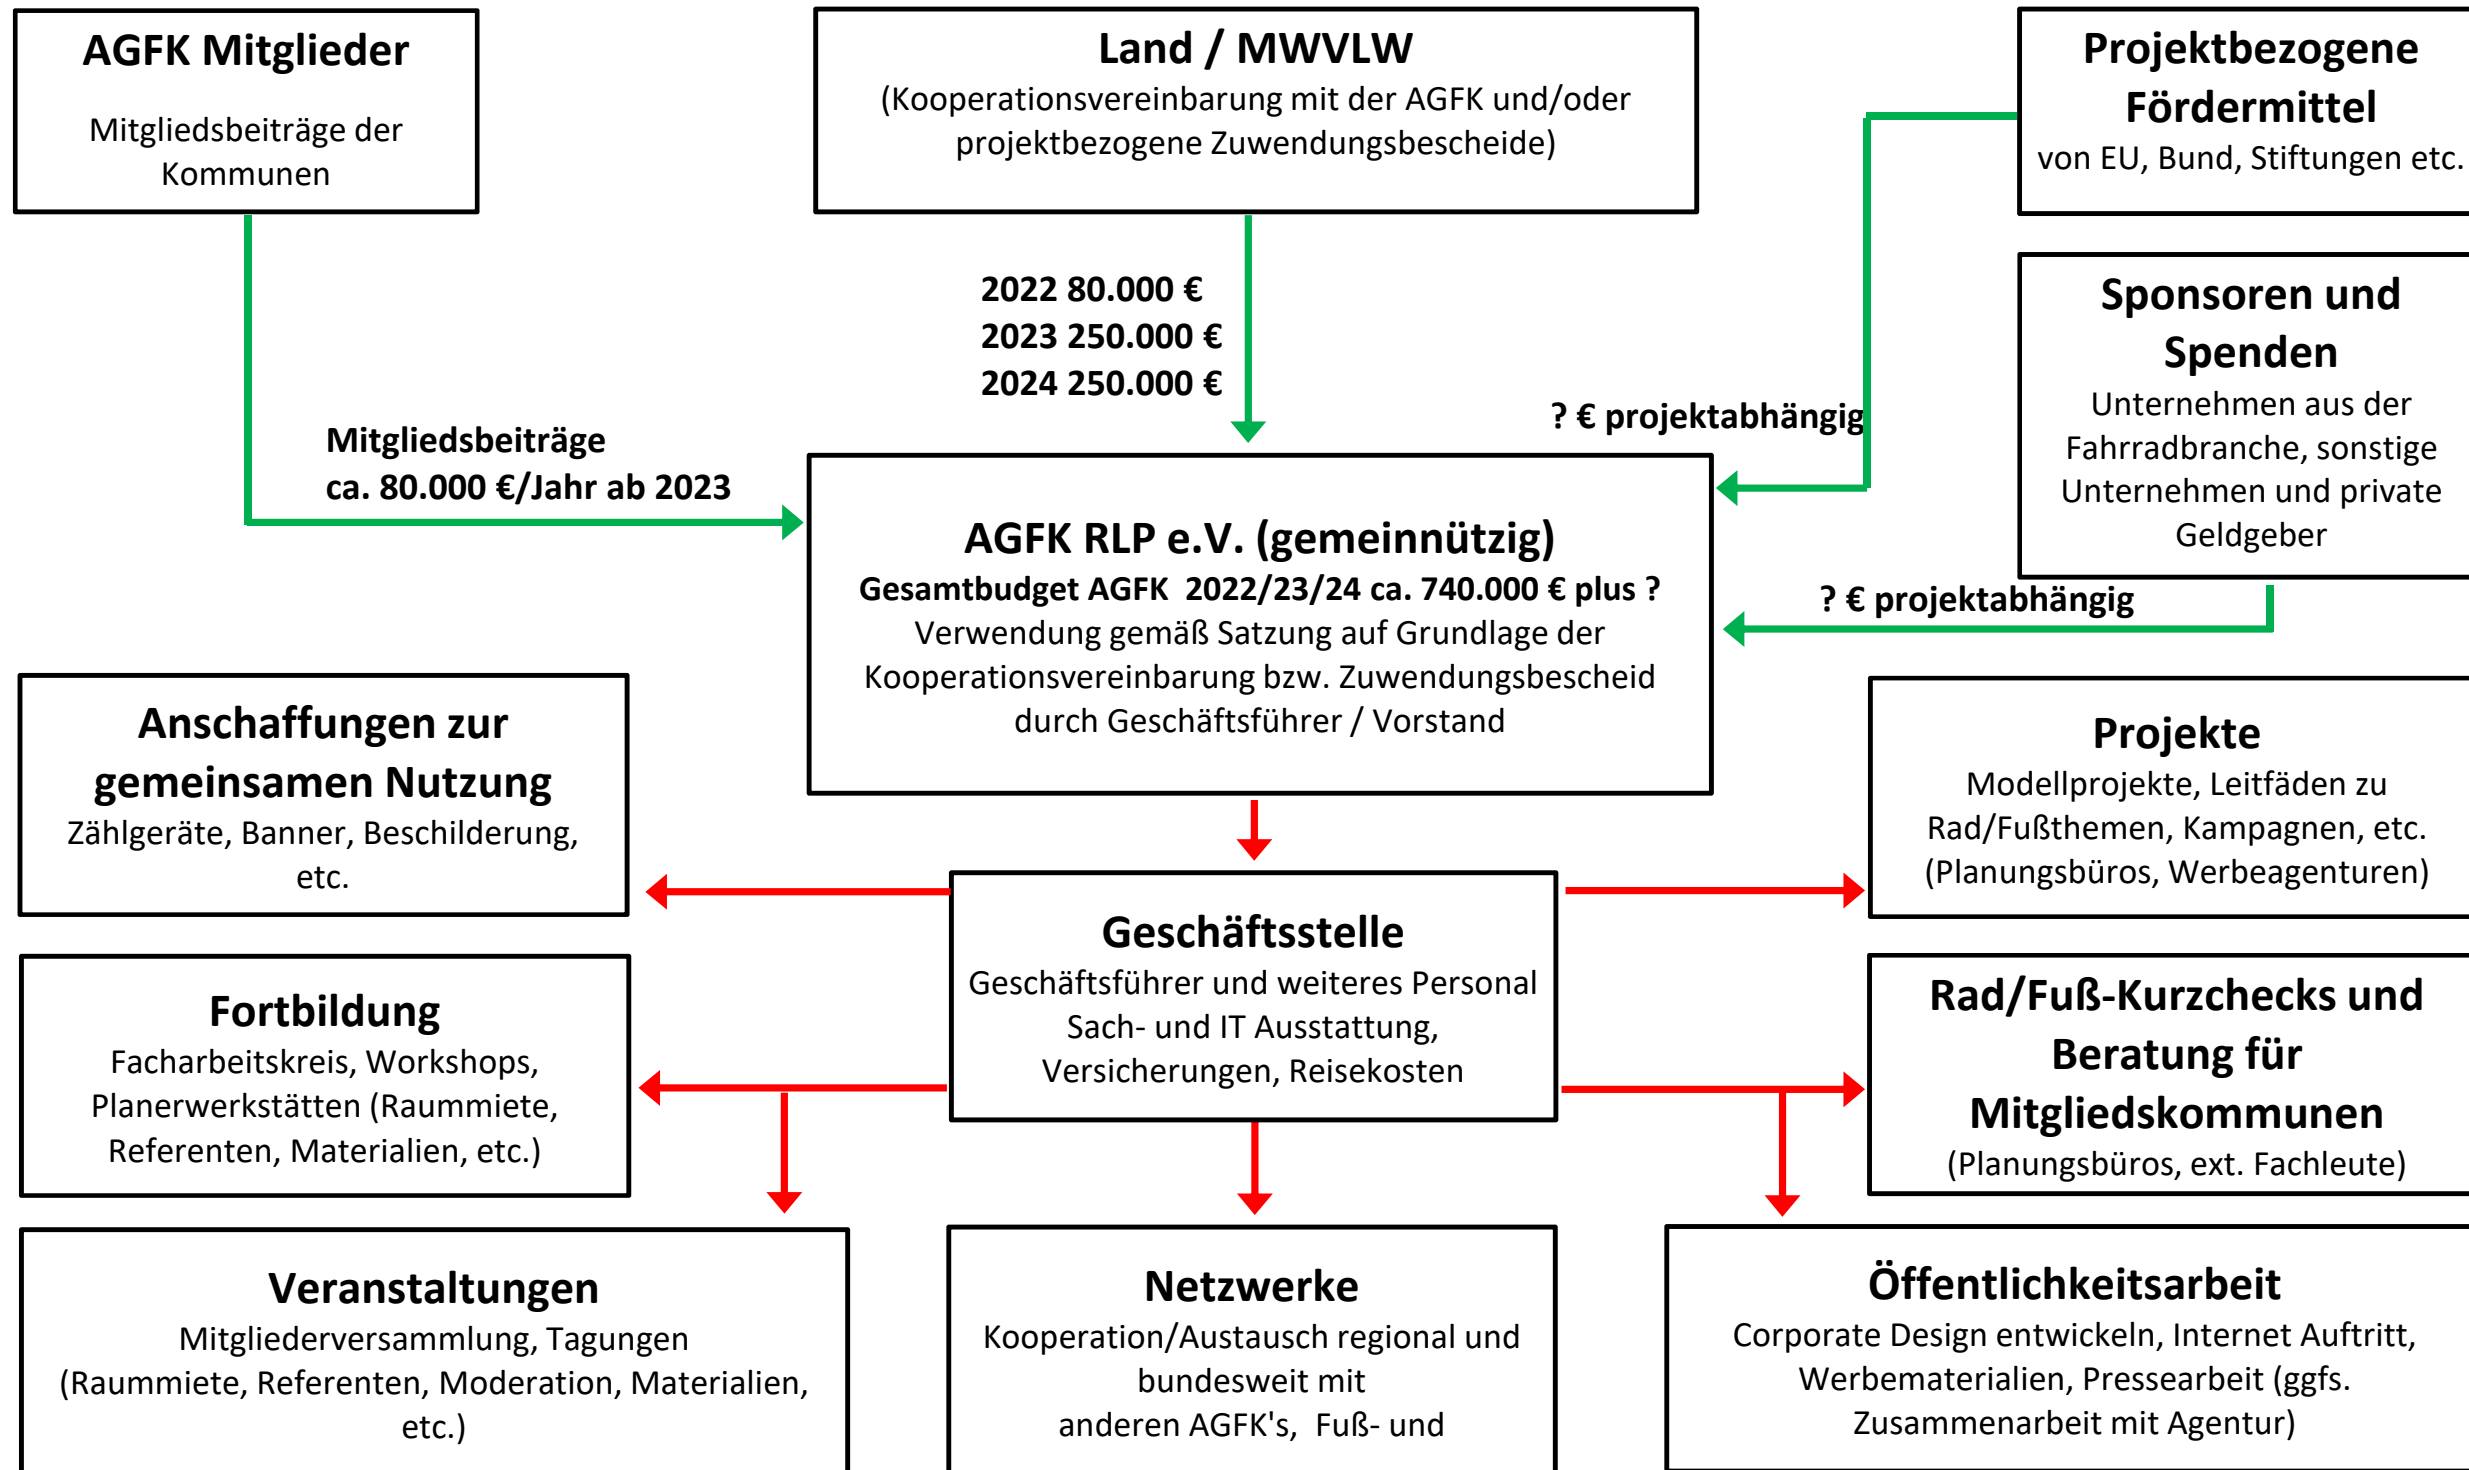 AGFK Mitglieder
Mitgliedsbeiträge der
Kommunen
Land / MWVLW
(Kooperationsvereinbarung mit der AGFK und/oder
projektbezogene Zuwendungsbescheide)
Projektbezogene
Fördermittel
von EU, Bund, Stiftungen etc.
Sponsoren und
Spenden
Unternehmen aus der
Fahrradbranche, sonstige
Unternehmen und private
Geldgeber
2022 80.000 €
2023 250.000 €
2024 250.000 €
? € projektabhängig
Mitgliedsbeiträge
ca. 80.000 €/Jahr ab 2023
AGFK RLP e.V. (gemeinnützig)
Gesamtbudget AGFK  2022/23/24 ca. 740.000 € plus ?
Verwendung gemäß Satzung auf Grundlage der
Kooperationsvereinbarung bzw. Zuwendungsbescheid
durch Geschäftsführer / Vorstand
? € projektabhängig
Anschaffungen zur
gemeinsamen Nutzung
Zählgeräte, Banner, Beschilderung,
etc.
Projekte
Modellprojekte, Leitfäden zu
Rad/Fußthemen, Kampagnen, etc.
(Planungsbüros, Werbeagenturen)
Geschäftsstelle
Geschäftsführer und weiteres Personal
Sach- und IT Ausstattung,
Versicherungen, Reisekosten
Fortbildung
Facharbeitskreis, Workshops,
Planerwerkstätten (Raummiete,
Referenten, Materialien, etc.)
Rad/Fuß-Kurzchecks und
Beratung für
Mitgliedskommunen
(Planungsbüros, ext. Fachleute)
Veranstaltungen
Mitgliederversammlung, Tagungen
(Raummiete, Referenten, Moderation, Materialien,
etc.)
Netzwerke
Kooperation/Austausch regional und
bundesweit mit
anderen AGFK's,  Fuß- und
Öffentlichkeitsarbeit
Corporate Design entwickeln, Internet Auftritt,
Werbematerialien, Pressearbeit (ggfs.
Zusammenarbeit mit Agentur)